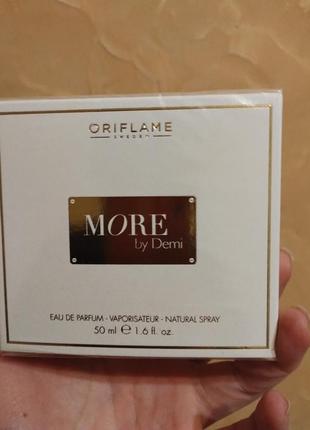 ORIFLAME
SWEDEN
MORE
by Demi
EAU DE PARFUM - VAPORISATEUR - NATURAL SPRAY
50 ml ℮ 1.6 fl. oz.